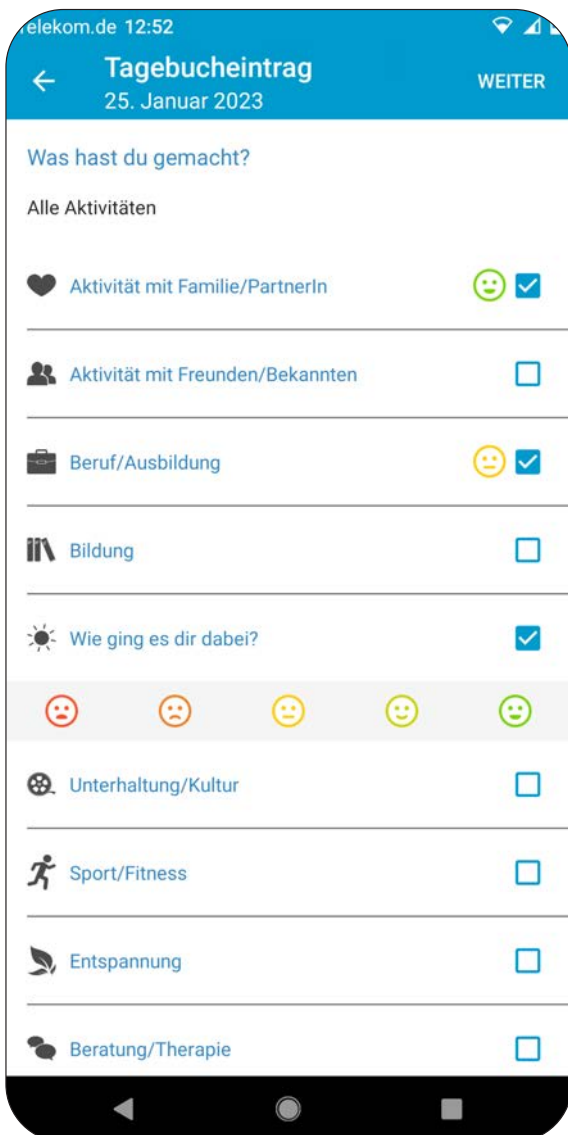 Telekom.de 12:52
Tagebucheintrag
25. Januar 2023
WEITER
Was hast du gemacht?
Alle Aktivitäten
Aktivität mit Familie/PartnerIn
Aktivität mit Freunden/Bekannten
Beruf/Ausbildung
Bildung
Wie ging es dir dabei?
Unterhaltung/Kultur
Sport/Fitness
Entspannung
Beratung/Therapie